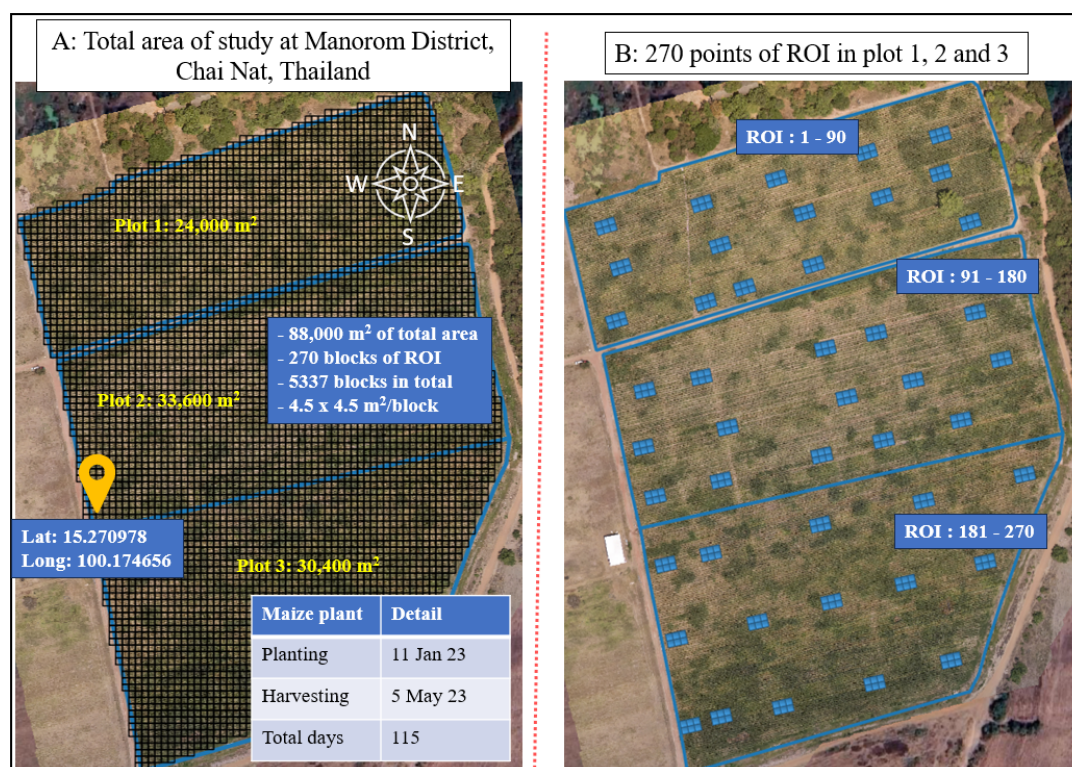 A: Total area of study at Manorom District,
Chai Nat, Thailand
N
W E
S
Plot 1: 24,000 m²
- 88,000 m² of total area
- 270 blocks of ROI
- 5337 blocks in total
- 4.5 x 4.5 m²/block
Plot 2: 33,600 m²
Lat: 15.270978
Long: 100.174656
Plot 3: 30,400 m²
Maize plant Detail
Planting 11 Jan 23
Harvesting 5 May 23
Total days 115
B: 270 points of ROI in plot 1, 2 and 3
ROI : 1 - 90
ROI : 91 - 180
ROI : 181 - 270